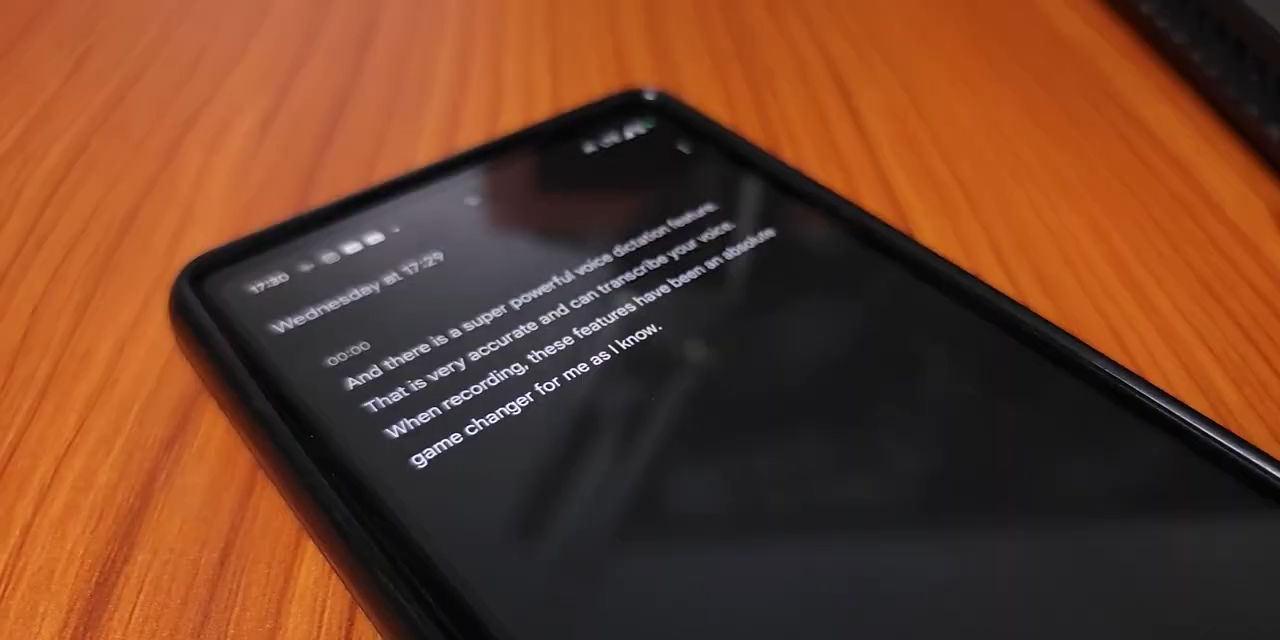 17:30
Wednesday at 17:29
00:00
And there is a super powerful voice dictation feature.
That is very accurate and can transcribe your voice.
When recording, these features have been an absolute
game changer for me as I know.